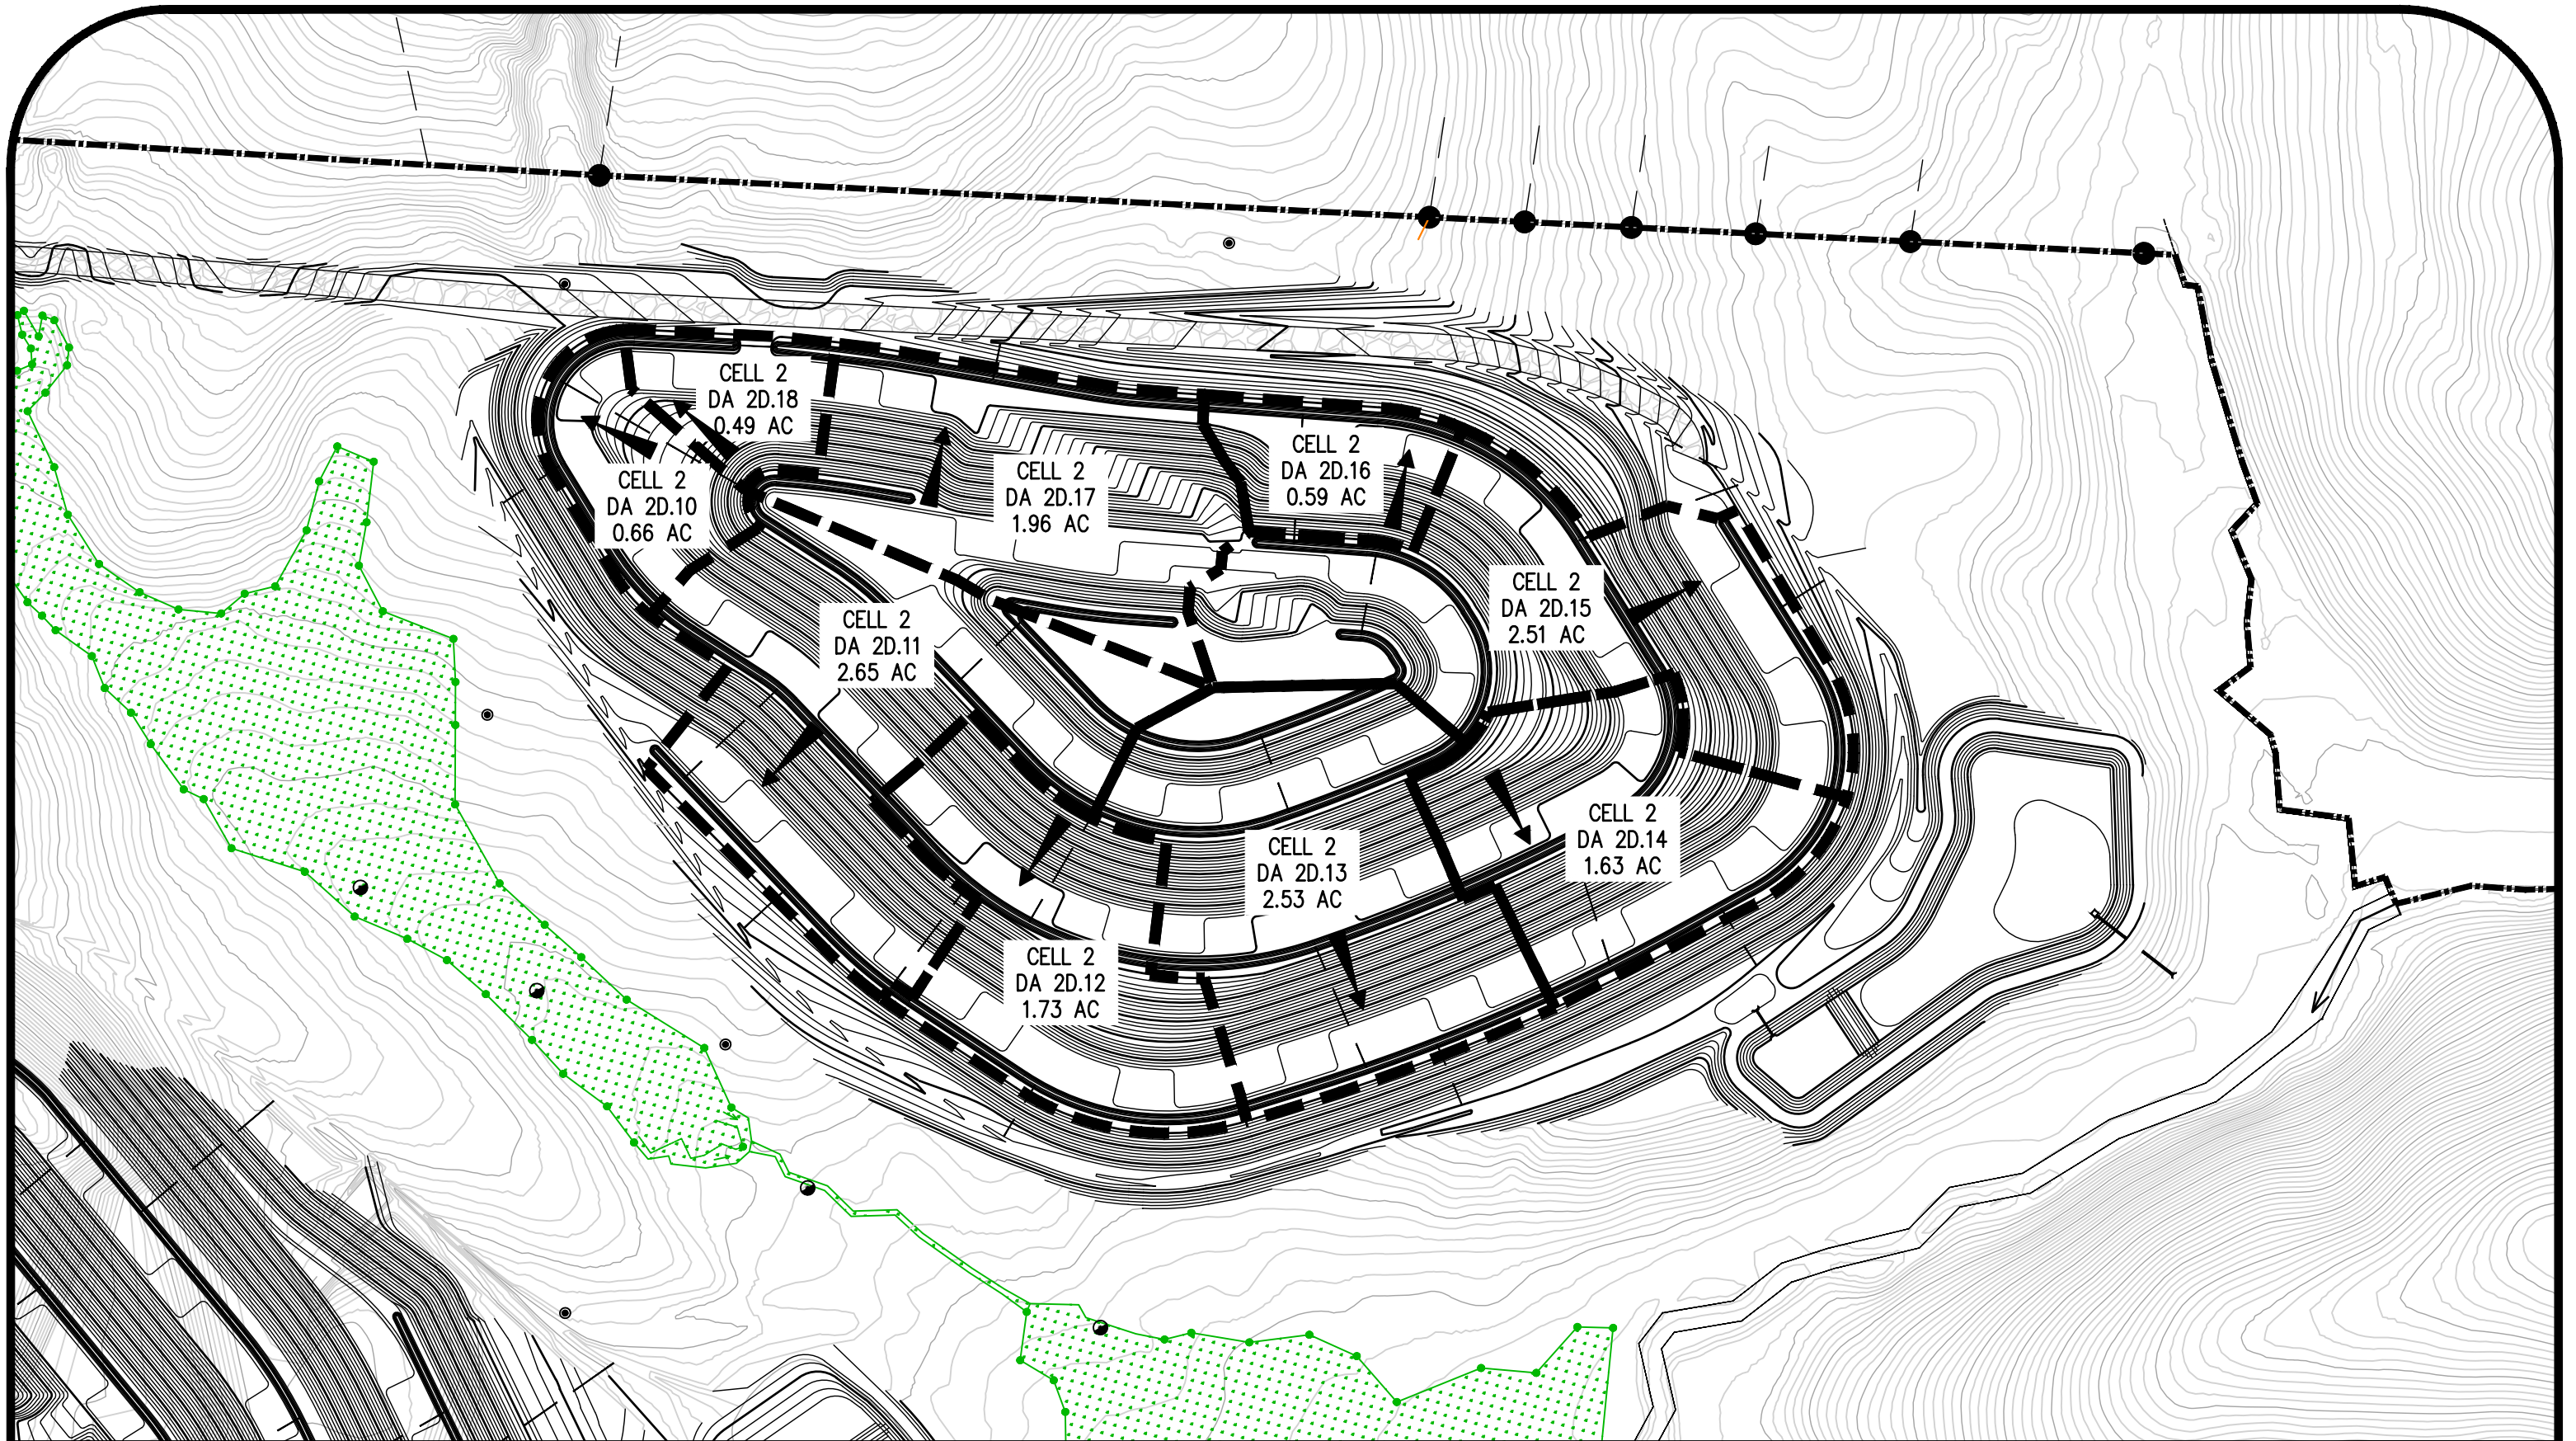 CELL 2
DA 2D.18
0.49 AC
CELL 2
DA 2D.16
0.59 AC
CELL 2
DA 2D.17
1.96 AC
CELL 2
DA 2D.10
0.66 AC
CELL 2
DA 2D.15
2.51 AC
CELL 2
DA 2D.11
2.65 AC
CELL 2
DA 2D.14
1.63 AC
CELL 2
DA 2D.13
2.53 AC
CELL 2
DA 2D.12
1.73 AC